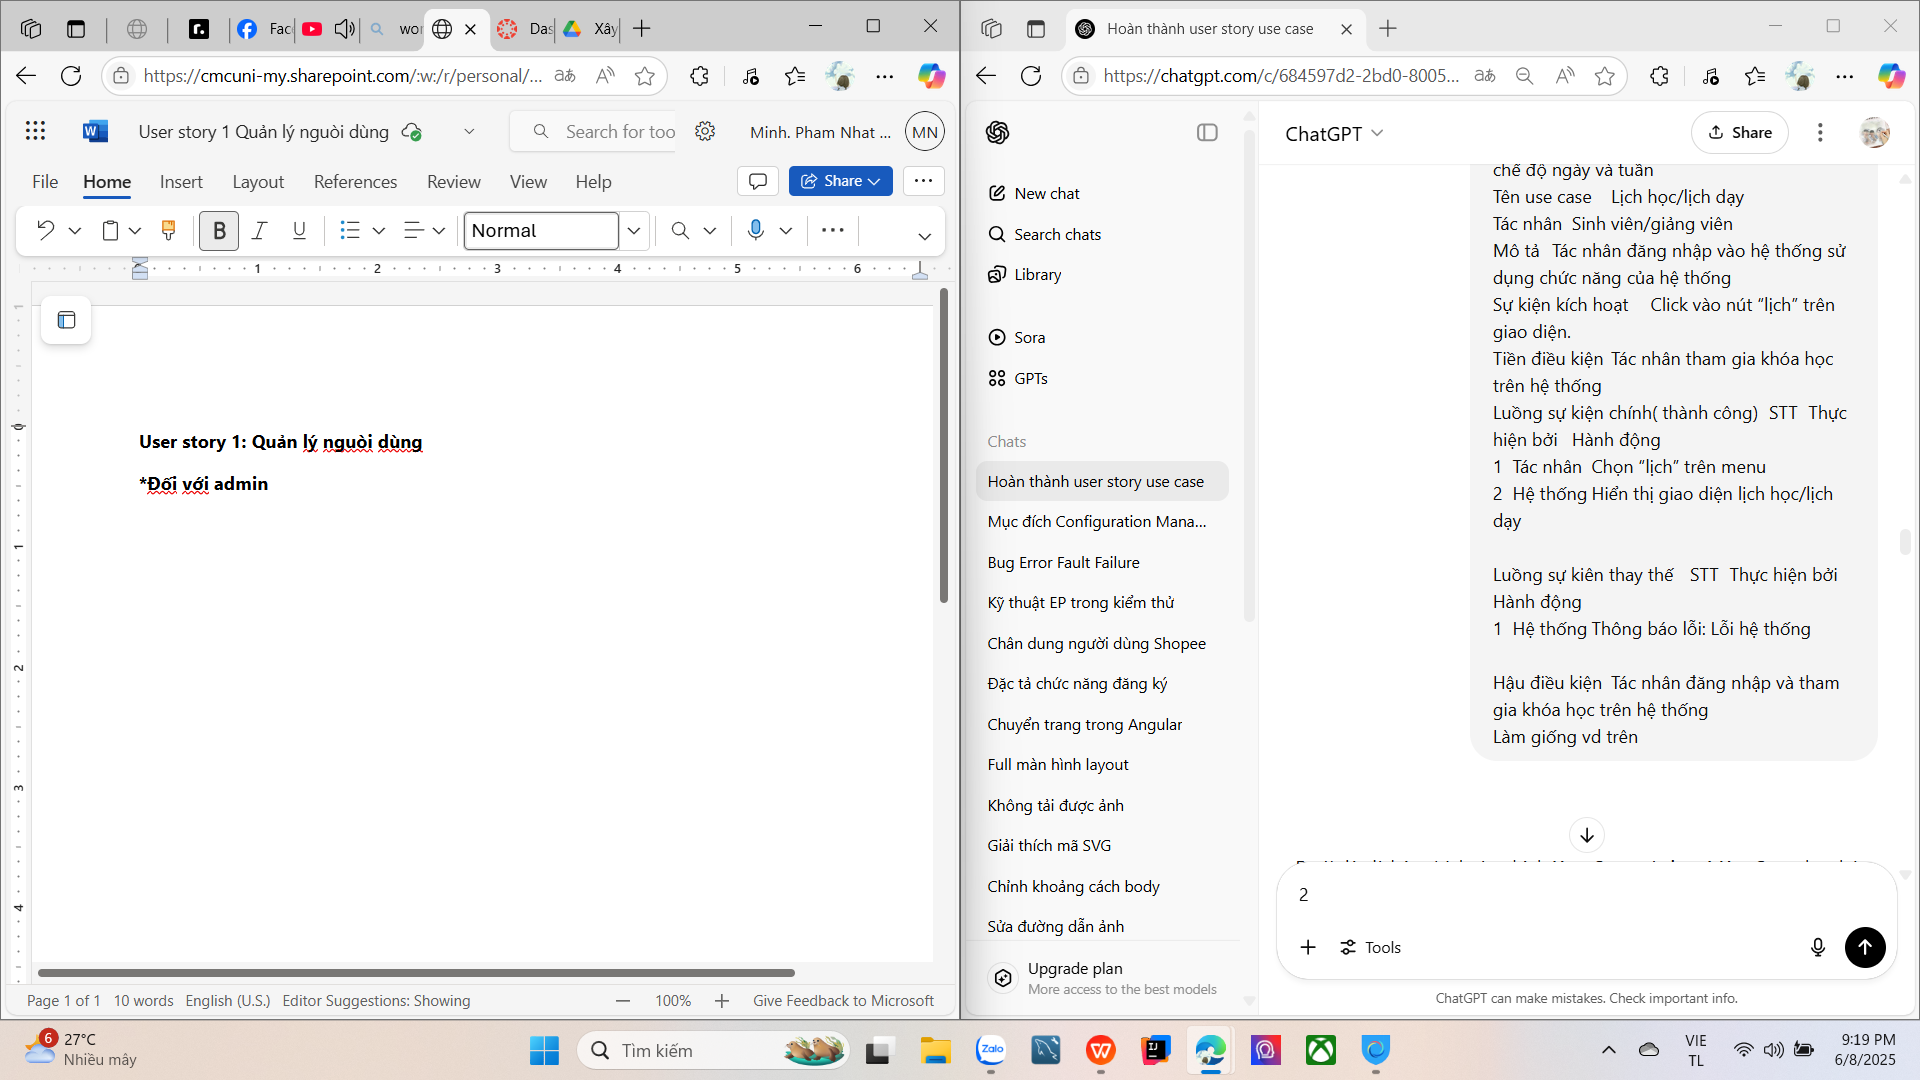 Fac
wor
Das
Xây
https://cmcuni-my.sharepoint.com/:w:/r/personal/...
User story 1 Quản lý nguòi dùng
Search for too
Minh. Pham Nhat ...
MN
File Home Insert Layout References Review View Help
Share
B I U
Normal
1 2 3 4 5 6
User story 1: Quản lý nguòi dùng
*Đối với admin
Page 1 of 1 10 words English (U.S.) Editor Suggestions: Showing
100%
Give Feedback to Microsoft
Hoàn thành user story use case
https://chatgpt.com/c/684597d2-2bd0-8005...
New chat
Search chats
Library
Sora
GPTs
Chats
Hoàn thành user story use case
Mục đích Configuration Mana...
Bug Error Fault Failure
Kỹ thuật EP trong kiểm thử
Chân dung người dùng Shopee
Đặc tả chức năng đăng ký
Chuyển trang trong Angular
Full màn hình layout
Không tải được ảnh
Giải thích mã SVG
Chỉnh khoảng cách body
Sửa đường dẫn ảnh
Upgrade plan
More access to the best models
ChatGPT
Share
chế độ ngày và tuần
Tên use case Lịch học/lịch dạy
Tác nhân Sinh viên/giảng viên
Mô tả Tác nhân đăng nhập vào hệ thống sử
dụng chức năng của hệ thống
Sự kiện kích hoạt Click vào nút “lịch” trên
giao diện.
Tiền điều kiện Tác nhân tham gia khóa học
trên hệ thống
Luồng sự kiện chính( thành công) STT Thực
hiện bởi Hành động
1 Tác nhân Chọn “lịch” trên menu
2 Hệ thống Hiển thị giao diện lịch học/lịch
dạy
Luồng sự kiên thay thế STT Thực hiện bởi
Hành động
1 Hệ thống Thông báo lỗi: Lỗi hệ thống
Hậu điều kiện Tác nhân đăng nhập và tham
gia khóa học trên hệ thống
Làm giống vd trên
2
Tools
ChatGPT can make mistakes. Check important info.
6
27°C
Nhiều mây
Tìm kiếm
Zalo
VIE
TL
9:19 PM
6/8/2025